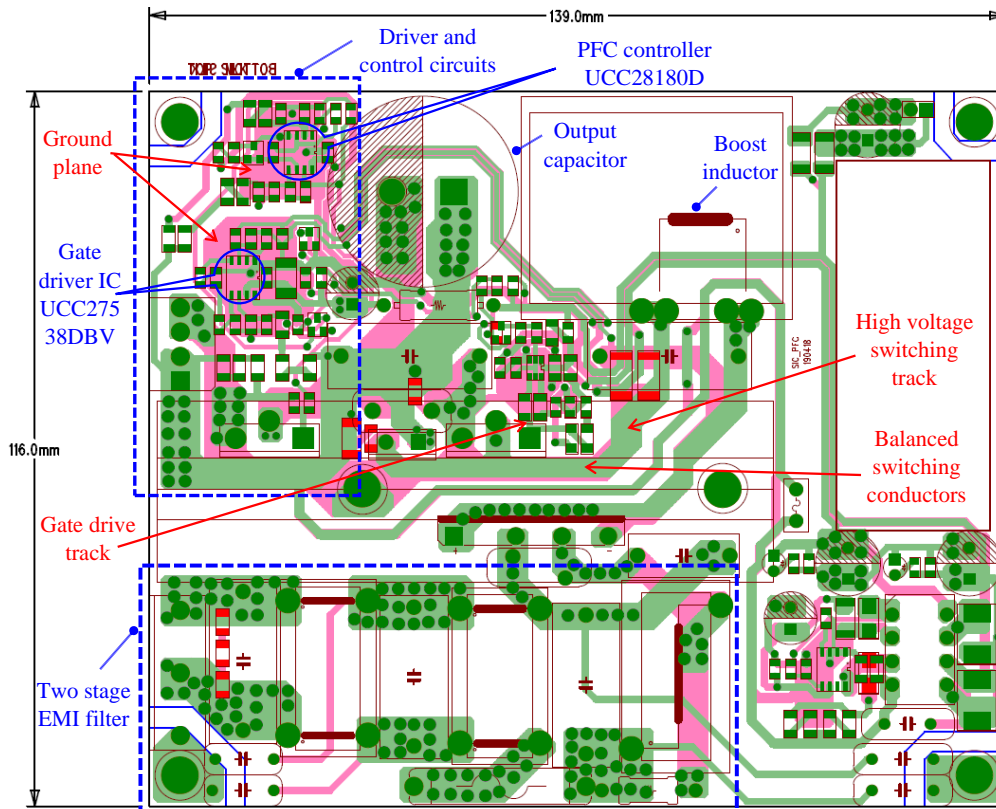 139.0mm
Driver and
control circuits
PFC controller
UCC28180D
Ground
plane
Output
capacitor
Boost
inductor
Gate
driver IC
UCC275
38DBV
High voltage
switching
track
SIC_PFC
190418
116.0mm
Balanced
switching
conductors
Gate drive
track
+
-
Two stage
EMI filter